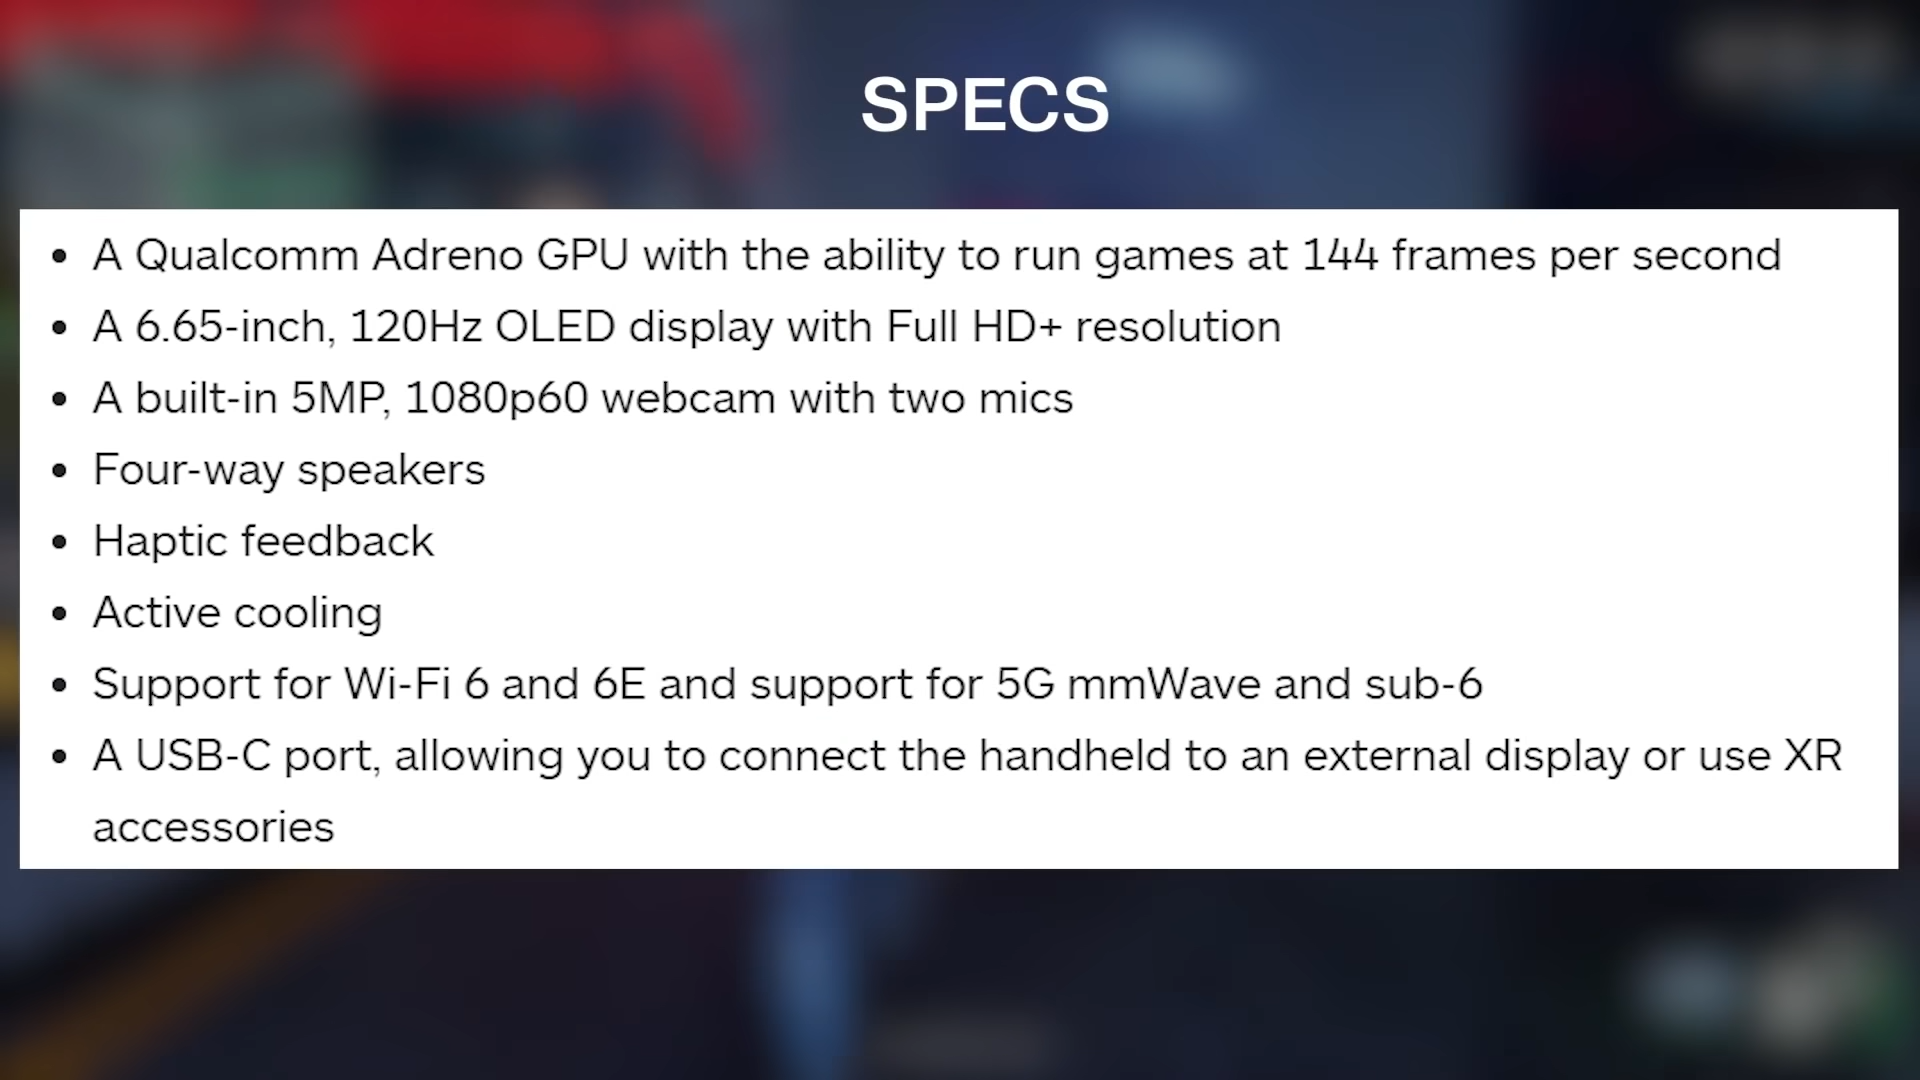 SPECS
• A Qualcomm Adreno GPU with the ability to run games at 144 frames per second
• A 6.65-inch, 120Hz OLED display with Full HD+ resolution
• A built-in 5MP, 1080p60 webcam with two mics
• Four-way speakers
• Haptic feedback
• Active cooling
• Support for Wi-Fi 6 and 6E and support for 5G mmWave and sub-6
• A USB-C port, allowing you to connect the handheld to an external display or use XR
accessories